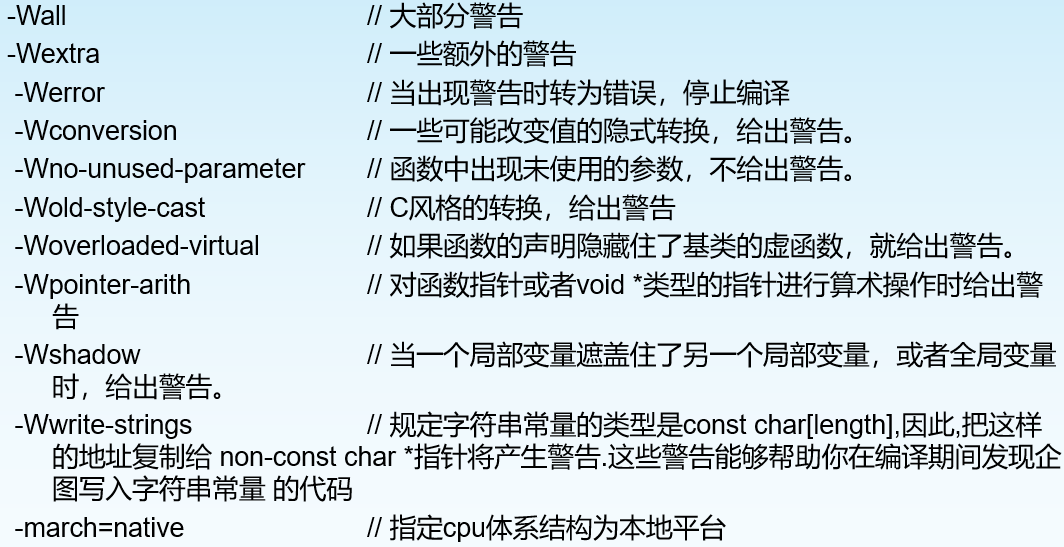 -Wall // 大部分警告
-Wextra // 一些额外的警告
-Werror // 当出现警告时转为错误，停止编译
-Wconversion // 一些可能改变值的隐式转换，给出警告。
-Wno-unused-parameter // 函数中出现未使用的参数，不给出警告。
-Wold-style-cast // C风格的转换，给出警告
-Woverloaded-virtual // 如果函数的声明隐藏住了基类的虚函数，就给出警告。
-Wpointer-arith // 对函数指针或者void *类型的指针进行算术操作时给出警
告
-Wshadow // 当一个局部变量遮盖住了另一个局部变量，或者全局变量
时，给出警告。
-Wwrite-strings // 规定字符串常量的类型是const char[length],因此,把这样
的地址复制给 non-const char *指针将产生警告.这些警告能够帮助你在编译期间发现企
图写入字符串常量 的代码
-march=native // 指定cpu体系结构为本地平台